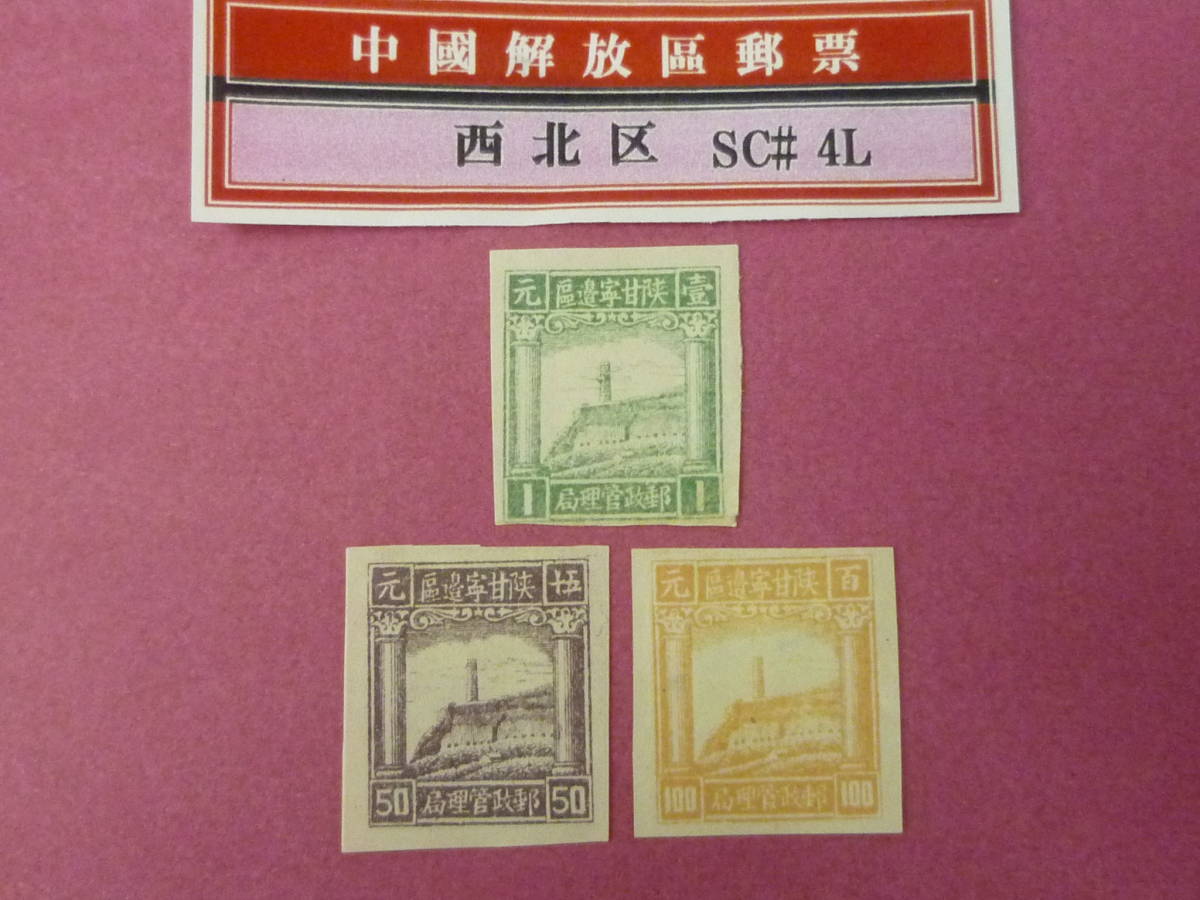 中國解放區郵票
西北区 SC# 4L
壹 陝甘寧邊區 元
1 郵政管理局 1
五十 陝甘寧邊區 元
50 郵政管理局 50
百 陝甘寧邊區 元
100 郵政管理局 100